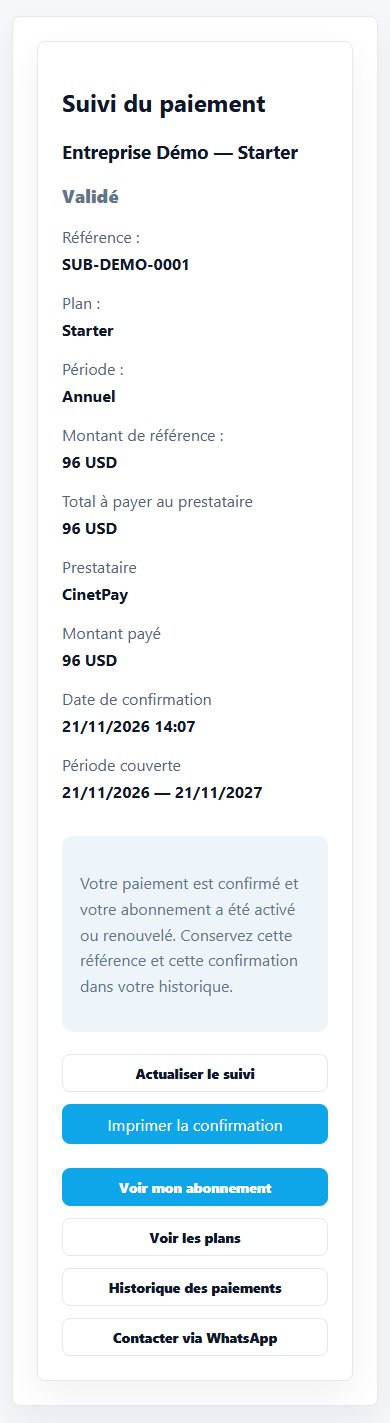 Suivi du paiement
Entreprise Démo — Starter
Validé
Référence :
SUB-DEMO-0001
Plan :
Starter
Période :
Annuel
Montant de référence :
96 USD
Total à payer au prestataire
96 USD
Prestataire
CinetPay
Montant payé
96 USD
Date de confirmation
21/11/2026 14:07
Période couverte
21/11/2026 — 21/11/2027
Votre paiement est confirmé et
votre abonnement a été activé
ou renouvelé. Conservez cette
référence et cette confirmation
dans votre historique.
Actualiser le suivi
Imprimer la confirmation
Voir mon abonnement
Voir les plans
Historique des paiements
Contacter via WhatsApp